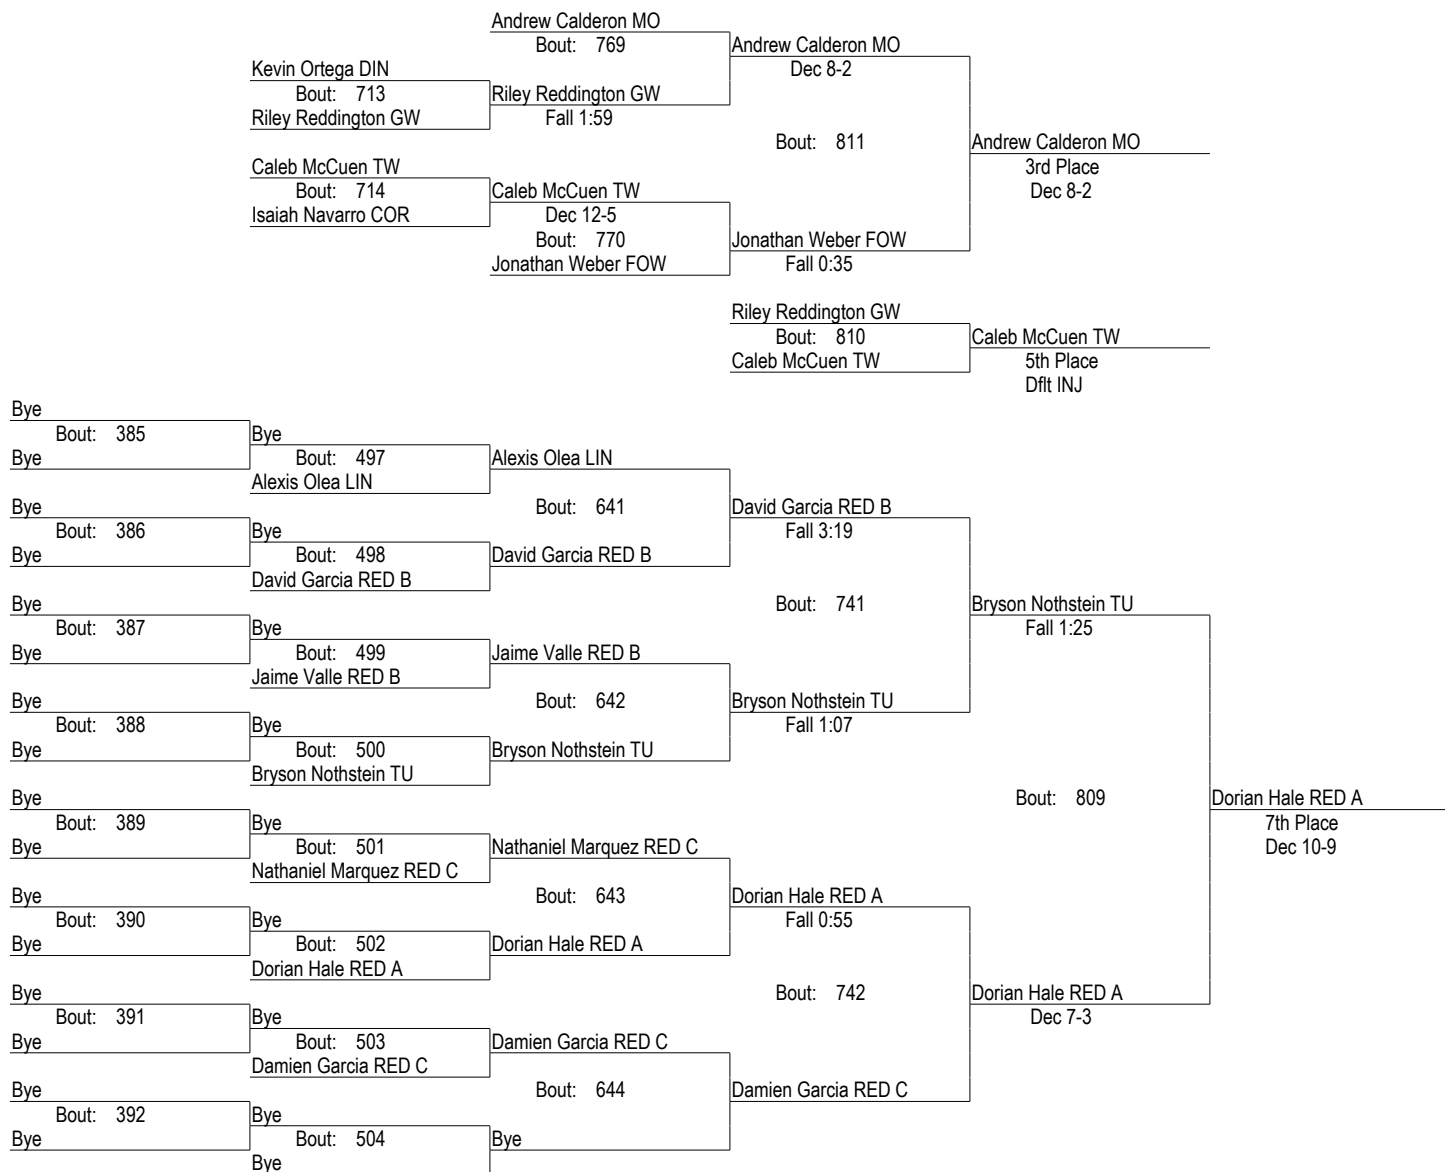 Andrew Calderon MO
Bout: 769
Andrew Calderon MO
Kevin Ortega DIN
Dec 8-2
Bout: 713
Riley Reddington GW
Riley Reddington GW
Fall 1:59
Bout: 811
Andrew Calderon MO
Caleb McCuen TW
3rd Place
Bout: 714
Caleb McCuen TW
Dec 8-2
Isaiah Navarro COR
Dec 12-5
Bout: 770
Jonathan Weber FOW
Jonathan Weber FOW
Fall 0:35
Riley Reddington GW
Bout: 810
Caleb McCuen TW
Caleb McCuen TW
5th Place
Dflt INJ
Bye
Bout: 385
Bye
Bye
Bout: 497
Alexis Olea LIN
Alexis Olea LIN
Bye
Bout: 641
David Garcia RED B
Bout: 386
Bye
Fall 3:19
Bye
Bout: 498
David Garcia RED B
David Garcia RED B
Bye
Bout: 741
Bryson Nothstein TU
Bout: 387
Bye
Fall 1:25
Bye
Bout: 499
Jaime Valle RED B
Jaime Valle RED B
Bye
Bout: 642
Bryson Nothstein TU
Bout: 388
Bye
Fall 1:07
Bye
Bout: 500
Bryson Nothstein TU
Bryson Nothstein TU
Bye
Bout: 809
Dorian Hale RED A
Bout: 389
Bye
7th Place
Bye
Bout: 501
Nathaniel Marquez RED C
Dec 10-9
Nathaniel Marquez RED C
Bye
Bout: 643
Dorian Hale RED A
Bout: 390
Bye
Fall 0:55
Bye
Bout: 502
Dorian Hale RED A
Dorian Hale RED A
Bye
Bout: 742
Dorian Hale RED A
Bout: 391
Bye
Dec 7-3
Bye
Bout: 503
Damien Garcia RED C
Damien Garcia RED C
Bye
Bout: 644
Damien Garcia RED C
Bout: 392
Bye
Bye
Bout: 504
Bye
Bye